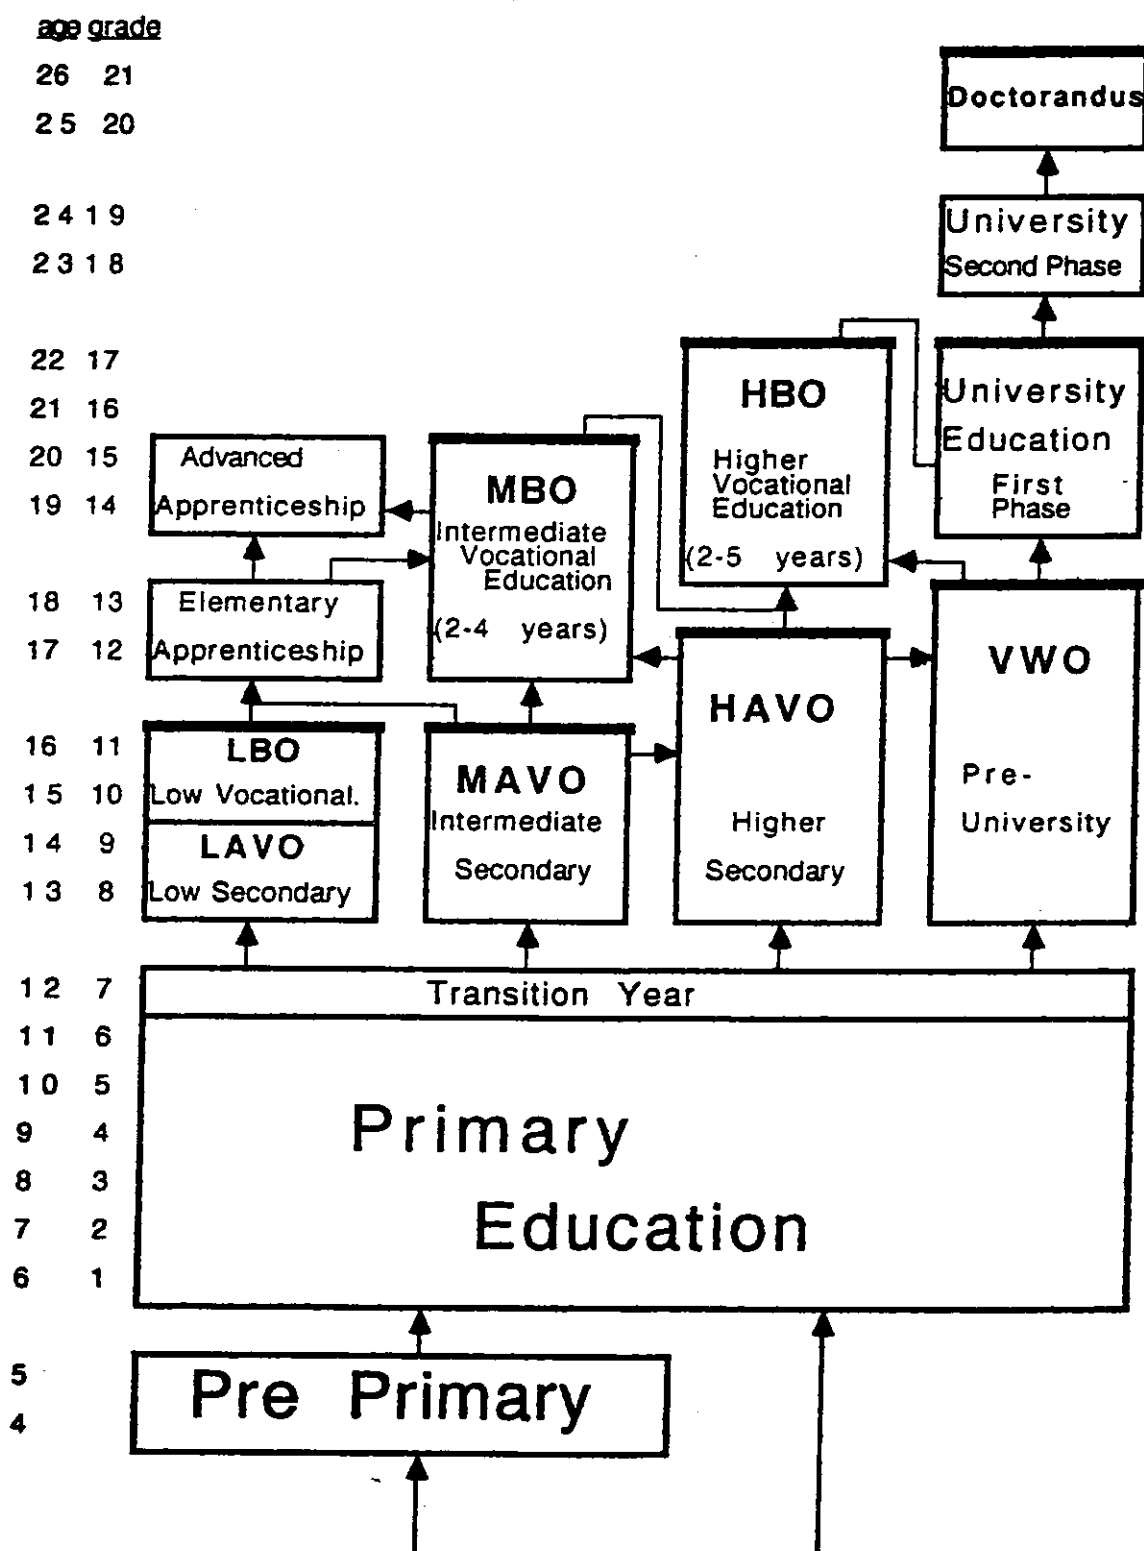 age grade
26 21
25 20
Doctorandus
24 19
23 18
University
Second Phase
22 17
21 16
20 15
19 14
Advanced
Apprenticeship
MBO
Intermediate
Vocational
Education
(2-4 years)
HBO
Higher
Vocational
Education
(2-5 years)
University
Education
First
Phase
18 13
17 12
Elementary
Apprenticeship
16 11
15 10
14 9
13 8
LBO
Low Vocational.
LAVO
Low Secondary
MAVO
Intermediate
Secondary
HAVO
Higher
Secondary
VWO
Pre-
University
12 7
Transition Year
11 6
10 5
9 4
8 3
7 2
6 1
Primary
Education
5
4
Pre Primary